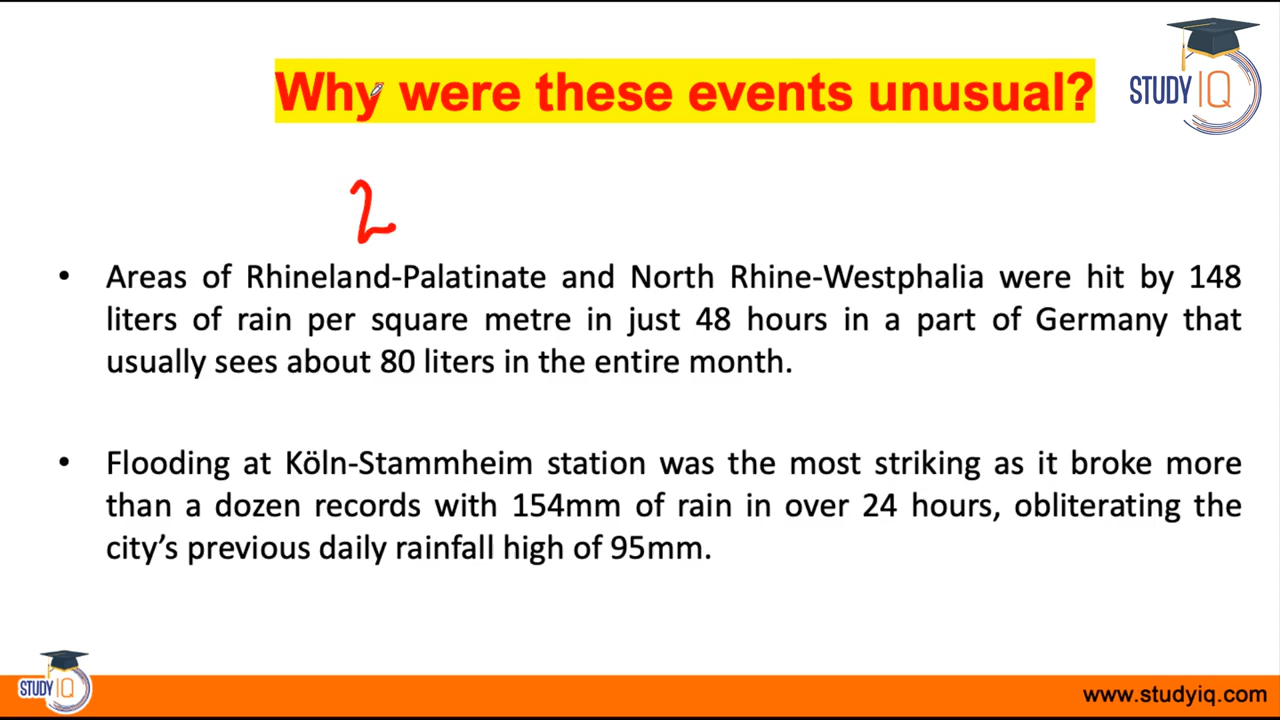 Why were these events unusual?
STUDY IQ
2
• Areas of Rhineland-Palatinate and North Rhine-Westphalia were hit by 148
liters of rain per square metre in just 48 hours in a part of Germany that
usually sees about 80 liters in the entire month.
• Flooding at Köln-Stammheim station was the most striking as it broke more
than a dozen records with 154mm of rain in over 24 hours, obliterating the
city’s previous daily rainfall high of 95mm.
STUDY IQ
www.studyiq.com